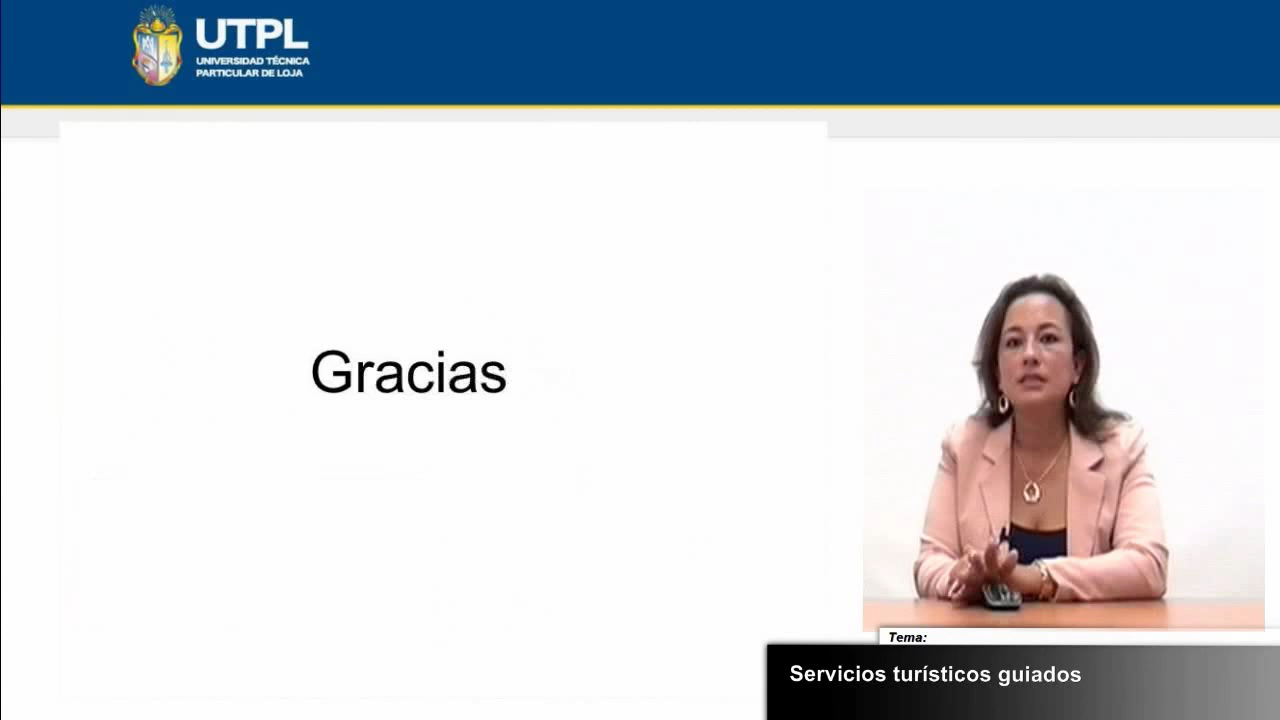 UTPL
UNIVERSIDAD TÉCNICA
PARTICULAR DE LOJA
Gracias
Tema:
Servicios turísticos guiados